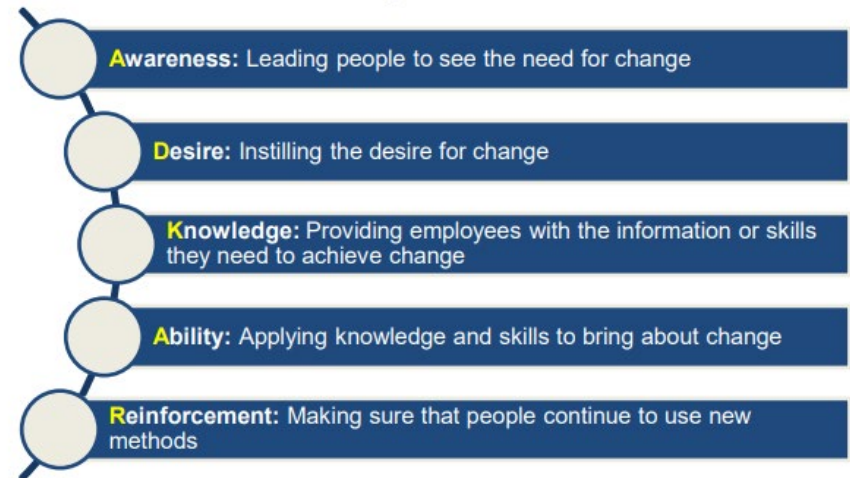 Awareness: Leading people to see the need for change
Desire: Instilling the desire for change
Knowledge: Providing employees with the information or skills
they need to achieve change
Ability: Applying knowledge and skills to bring about change
Reinforcement: Making sure that people continue to use new
methods